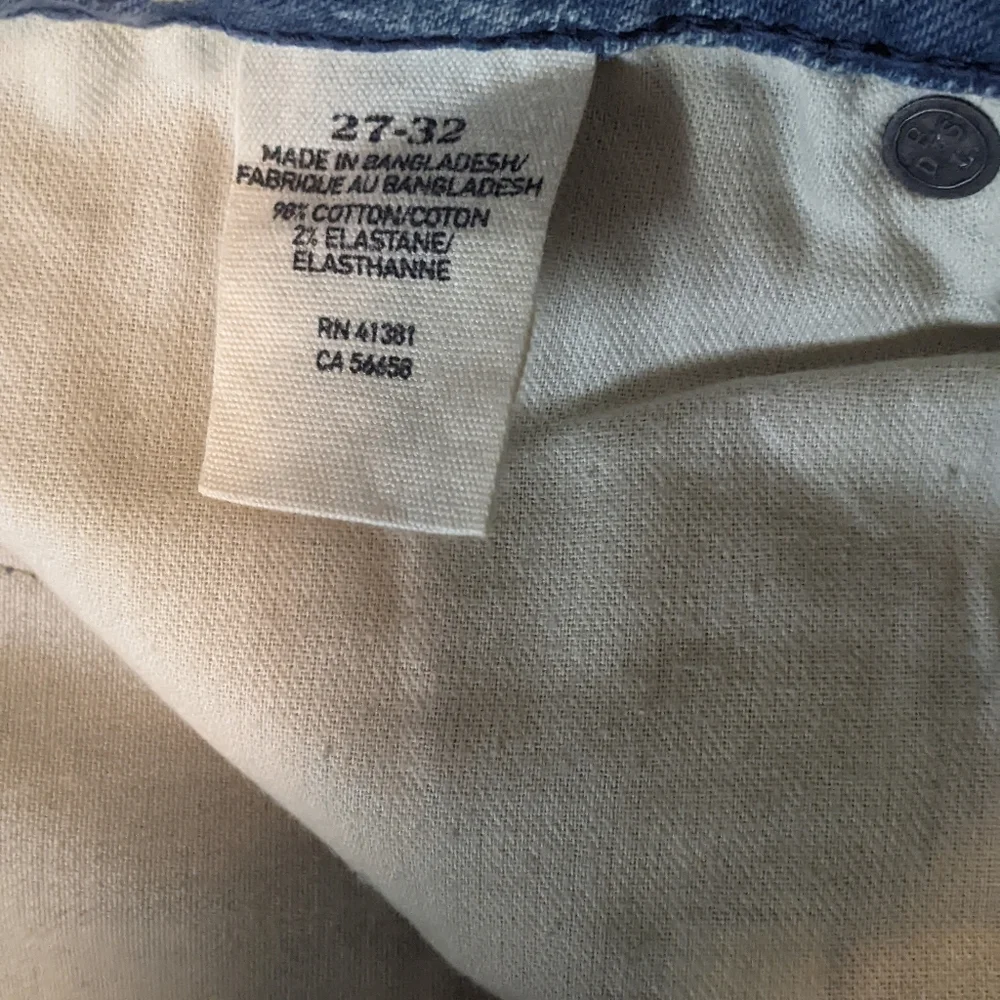 27-32
MADE IN BANGLADESH/
FABRIQUE AU BANGLADESH
98% COTTON/COTON
2% ELASTANE/
ELASTHANNE
RN 41381
CA 56658